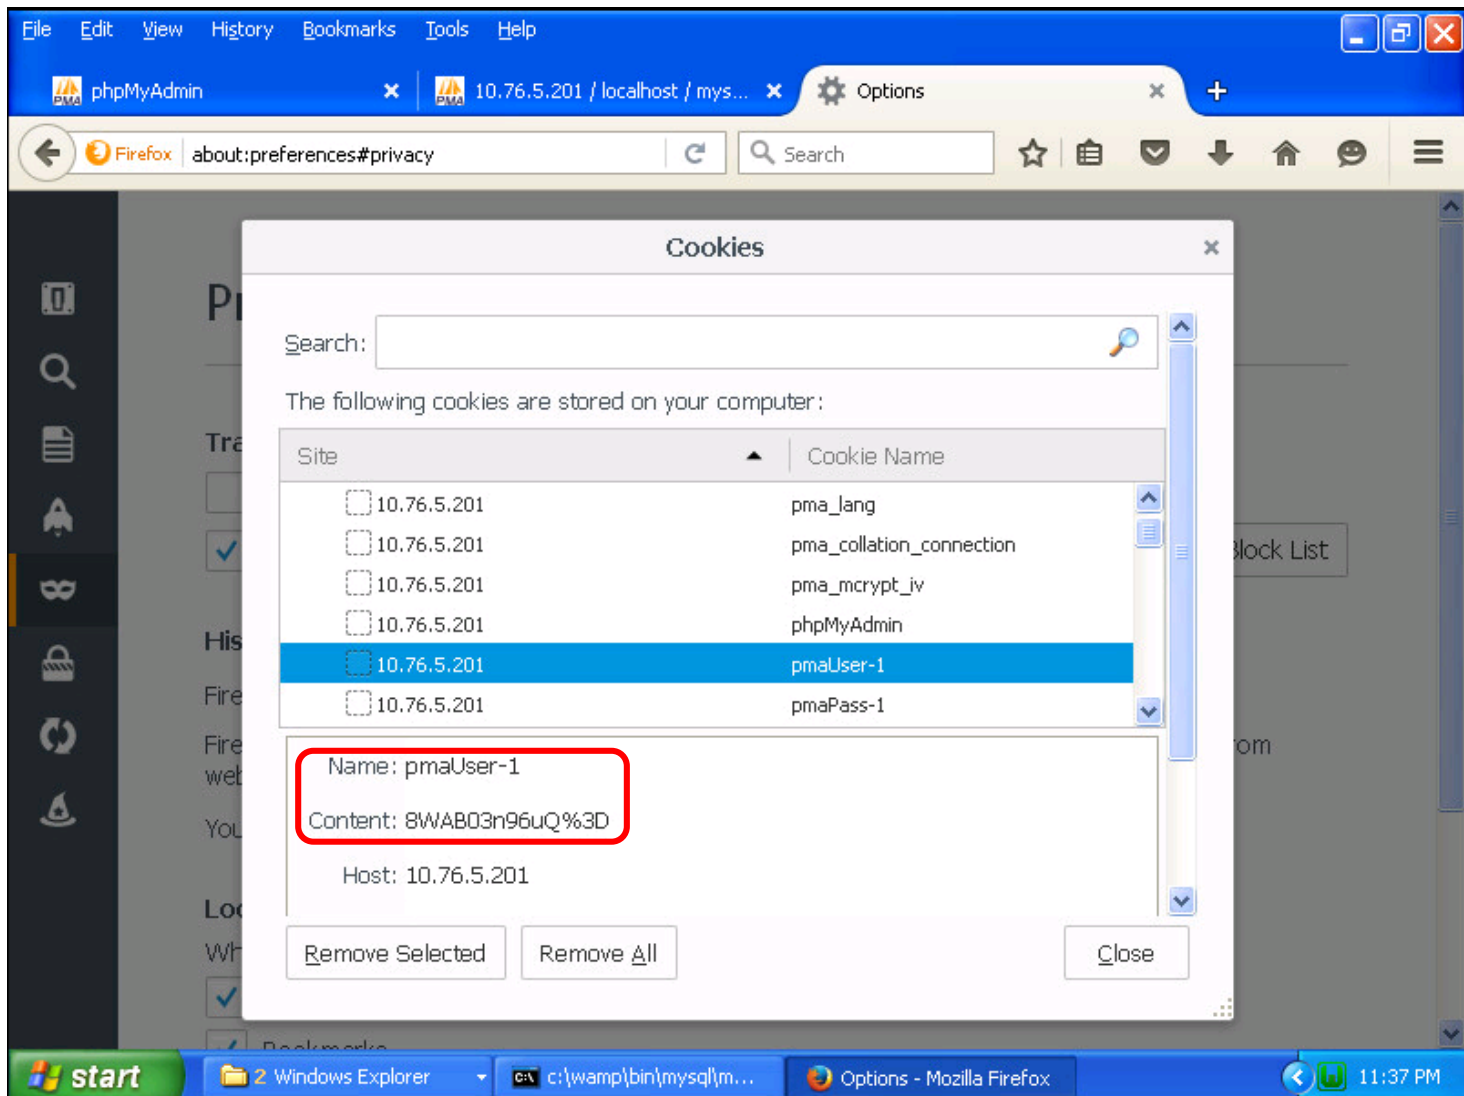 File Edit View History Bookmarks Tools Help
phpMyAdmin
10.76.5.201 / localhost / mys...
Options
Firefox about:preferences#privacy
Search
Cookies
Search:
The following cookies are stored on your computer:
Site Cookie Name
10.76.5.201 pma_lang
10.76.5.201 pma_collation_connection
10.76.5.201 pma_mcrypt_iv
10.76.5.201 phpMyAdmin
10.76.5.201 pmaUser-1
10.76.5.201 pmaPass-1
Name: pmaUser-1
Content: 8WAB03n96uQ%3D
Host: 10.76.5.201
Remove Selected Remove All Close
Block List
start
2 Windows Explorer
c:\wamp\bin\mysql\m...
Options - Mozilla Firefox
11:37 PM